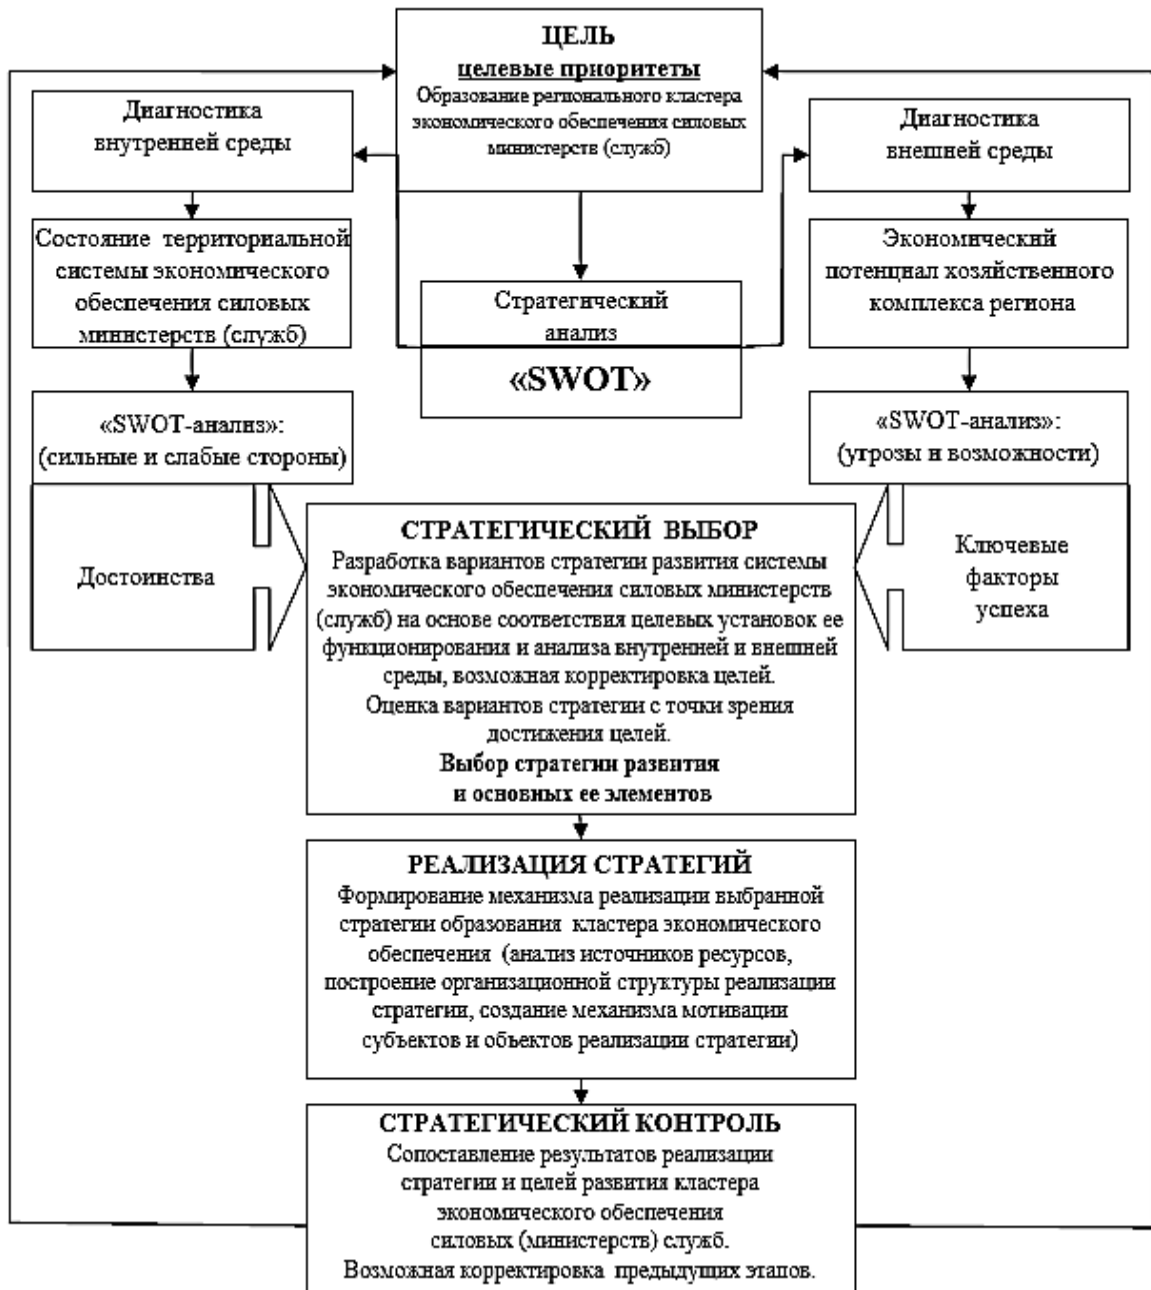 ЦЕЛЬ
целевые приоритеты
Образование регионального кластера
экономического обеспечения силовых
министерств (служб)
Диагностика
внутренней среды
Диагностика
внешней среды
Состояние территориальной
системы экономического
обеспечения силовых
министерств (служб)
Стратегический
анализ
«SWOT»
Экономический
потенциал хозяйственного
комплекса региона
«SWOT-анализ»:
(сильные и слабые стороны)
«SWOT-анализ»:
(угрозы и возможности)
Достоинства
Ключевые
факторы
успеха
СТРАТЕГИЧЕСКИЙ ВЫБОР
Разработка вариантов стратегии развития системы
экономического обеспечения силовых министерств
(служб) на основе соответствия целевых установок ее
функционирования и анализа внутренней и внешней
среды, возможная корректировка целей.
Оценка вариантов стратегии с точки зрения
достижения целей.
Выбор стратегии развития
и основных ее элементов
РЕАЛИЗАЦИЯ СТРАТЕГИЙ
Формирование механизма реализации выбранной
стратегии образования кластера экономического
обеспечения (анализ источников ресурсов,
построение организационной структуры реализации
стратегии, создание механизма мотивации
субъектов и объектов реализации стратегии)
СТРАТЕГИЧЕСКИЙ КОНТРОЛЬ
Сопоставление результатов реализации
стратегии и целей развития кластера
экономического обеспечения
силовых (министерств) служб.
Возможная корректировка предыдущих этапов.